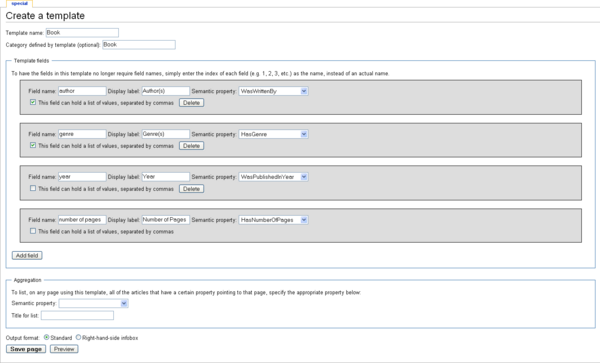 special
Create a template
Template name: Book
Category defined by template (optional): Book
Template fields
To have the fields in this template no longer require field names, simply enter the index of each field (e.g. 1, 2, 3, etc.) as the name, instead of an actual name.
Field name: author Display label: Author(s) Semantic property: WasWrittenBy
This field can hold a list of values, separated by commas Delete
Field name: genre Display label: Genre(s) Semantic property: HasGenre
This field can hold a list of values, separated by commas Delete
Field name: year Display label: Year Semantic property: WasPublishedInYear
This field can hold a list of values, separated by commas Delete
Field name: number of pages Display label: Number of Pages Semantic property: HasNumberOfPages
This field can hold a list of values, separated by commas
Add field
Aggregation
To list, on any page using this template, all of the articles that have a certain property pointing to that page, specify the appropriate property below:
Semantic property:
Title for list:
Output format: Standard Right-hand-side infobox
Save page Preview